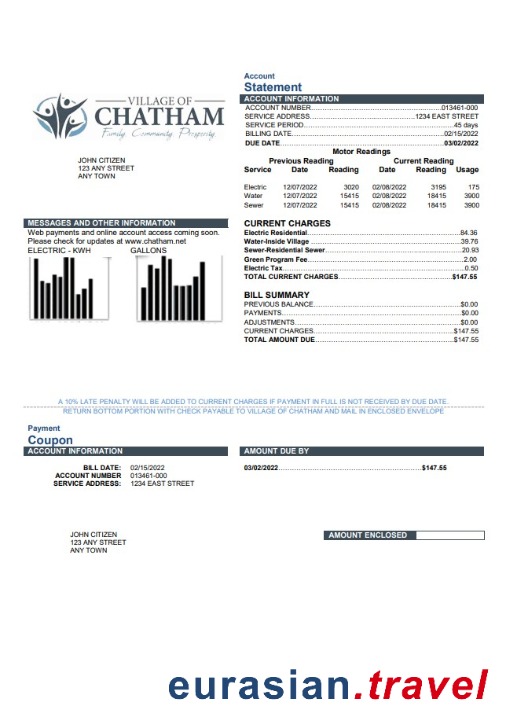 VILLAGE OF
CHATHAM
Family Community Prosperity
JOHN CITIZEN
123 ANY STREET
ANY TOWN
Account
Statement
ACCOUNT INFORMATION
ACCOUNT NUMBER.......................................013461-000
SERVICE ADDRESS..............................1234 EAST STREET
SERVICE PERIOD.............................................45 days
BILLING DATE.............................................02/15/2022
DUE DATE.............................................03/02/2022
Motor Readings
Previous Reading Current Reading
Service Date Reading Date Reading Usage
Electric 12/07/2022 3020 02/08/2022 3195 175
Water 12/07/2022 15415 02/08/2022 18415 3900
Sewer 12/07/2022 15415 02/08/2022 18415 3900
MESSAGES AND OTHER INFORMATION
Web payments and online account access coming soon.
Please check for updates at www.chatham.net
ELECTRIC - KWH GALLONS
CURRENT CHARGES
Electric Residential.............................................84.36
Water-Inside Village.............................................39.76
Sewer-Residential Sewer.............................................20.93
Green Program Fee.............................................2.00
Electric Tax.............................................0.50
TOTAL CURRENT CHARGES.............................................$147.55
BILL SUMMARY
PREVIOUS BALANCE.............................................$0.00
PAYMENTS.............................................$0.00
ADJUSTMENTS.............................................$0.00
CURRENT CHARGES.............................................$147.55
TOTAL AMOUNT DUE.............................................$147.55
A 10% LATE PENALTY WILL BE ADDED TO CURRENT CHARGES IF PAYMENT IN FULL IS NOT RECEIVED BY DUE DATE.
RETURN BOTTOM PORTION WITH CHECK PAYABLE TO VILLAGE OF CHATHAM AND MAIL IN ENCLOSED ENVELOPE
Payment
Coupon
ACCOUNT INFORMATION
BILL DATE: 02/15/2022
ACCOUNT NUMBER 013461-000
SERVICE ADDRESS: 1234 EAST STREET
AMOUNT DUE BY
03/02/2022.............................................$147.55
JOHN CITIZEN
123 ANY STREET
ANY TOWN
AMOUNT ENCLOSED
eurasian.travel